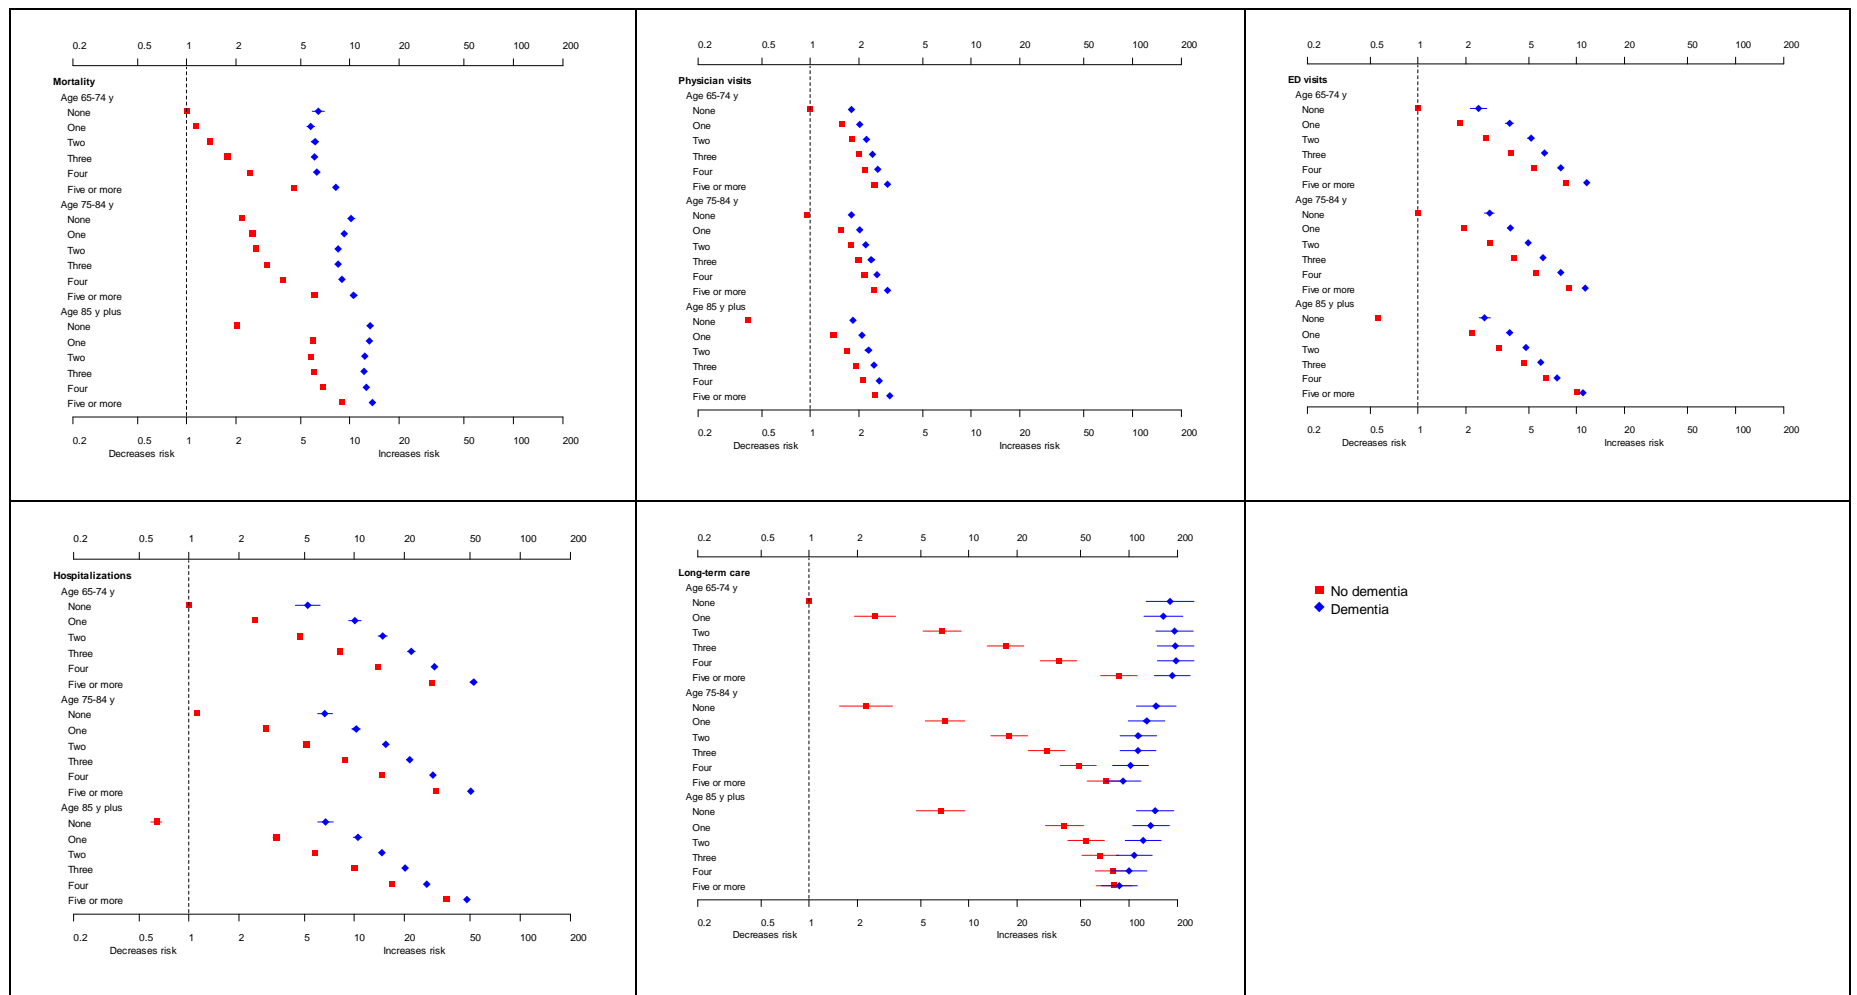 0.2 0.5 1 2 5 10 20 50 100 200
Mortality
Age 65-74 y
None
One
Two
Three
Four
Five or more
Age 75-84 y
None
One
Two
Three
Four
Five or more
Age 85 y plus
None
One
Two
Three
Four
Five or more
0.2 0.5 1 2 5 10 20 50 100 200
Decreases risk Increases risk
0.2 0.5 1 2 5 10 20 50 100 200
Physician visits
Age 65-74 y
None
One
Two
Three
Four
Five or more
Age 75-84 y
None
One
Two
Three
Four
Five or more
Age 85 y plus
None
One
Two
Three
Four
Five or more
0.2 0.5 1 2 5 10 20 50 100 200
Decreases risk Increases risk
0.2 0.5 1 2 5 10 20 50 100 200
ED visits
Age 65-74 y
None
One
Two
Three
Four
Five or more
Age 75-84 y
None
One
Two
Three
Four
Five or more
Age 85 y plus
None
One
Two
Three
Four
Five or more
0.2 0.5 1 2 5 10 20 50 100 200
Decreases risk Increases risk
0.2 0.5 1 2 5 10 20 50 100 200
Hospitalizations
Age 65-74 y
None
One
Two
Three
Four
Five or more
Age 75-84 y
None
One
Two
Three
Four
Five or more
Age 85 y plus
None
One
Two
Three
Four
Five or more
0.2 0.5 1 2 5 10 20 50 100 200
Decreases risk Increases risk
0.2 0.5 1 2 5 10 20 50 100 200
Long-term care
Age 65-74 y
None
One
Two
Three
Four
Five or more
Age 75-84 y
None
One
Two
Three
Four
Five or more
Age 85 y plus
None
One
Two
Three
Four
Five or more
0.2 0.5 1 2 5 10 20 50 100 200
Decreases risk Increases risk
No dementia
Dementia